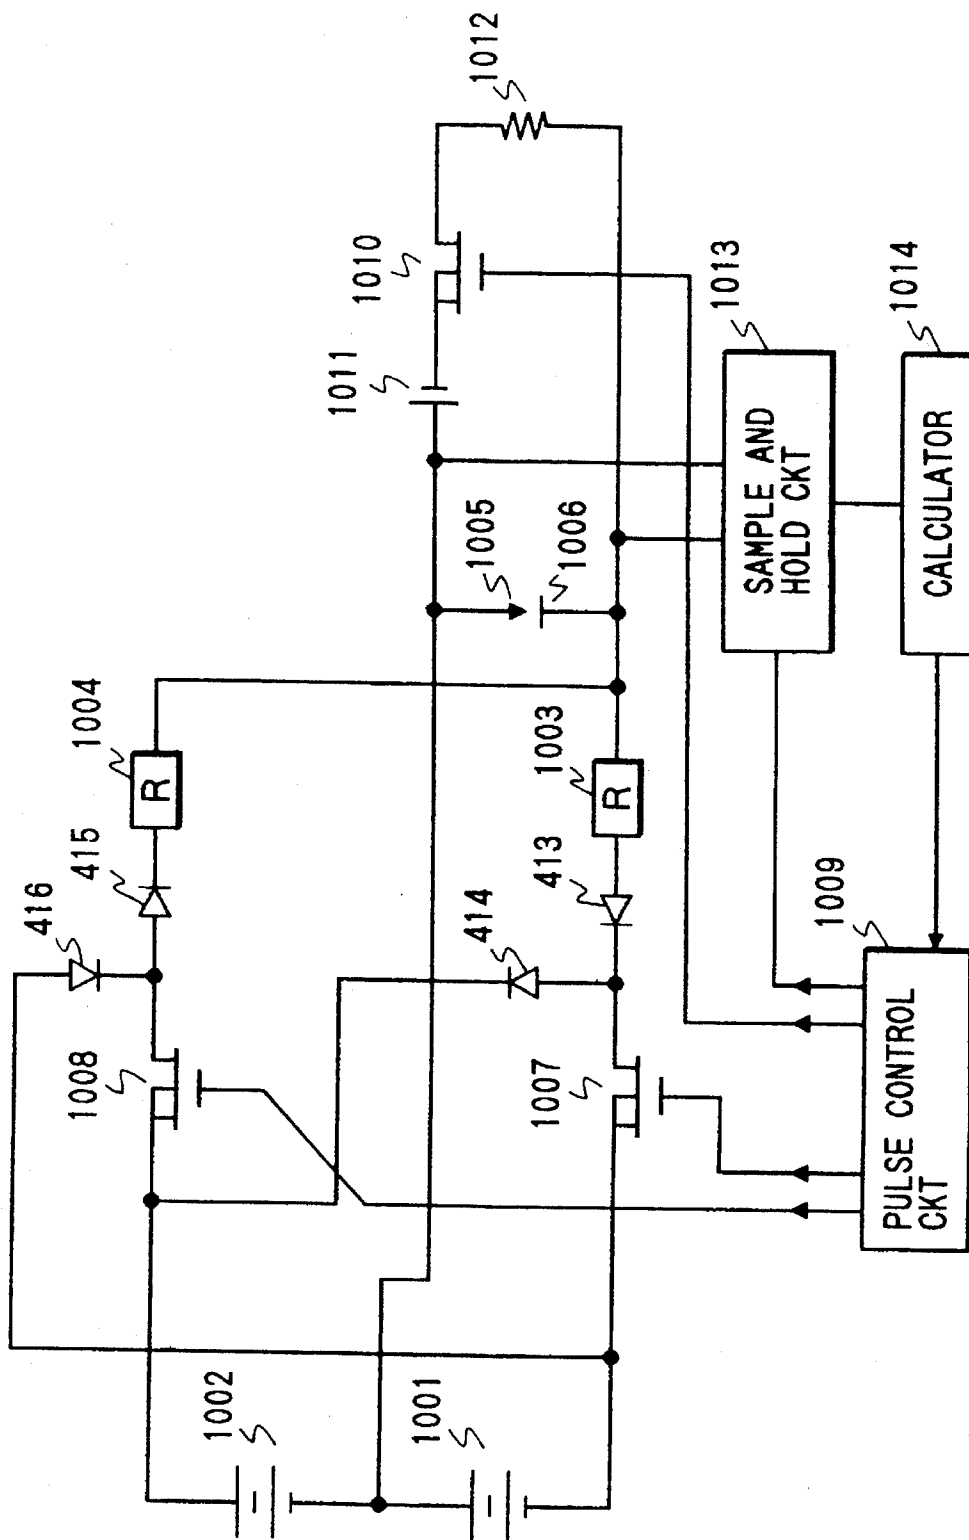 416
1008
415
1004
R
1002
1011
1010
1001
414
1005
1012
1007
413
1003
1006
R
1013
SAMPLE AND
HOLD CKT
1009
PULSE CONTROL
CKT
1014
CALCULATOR